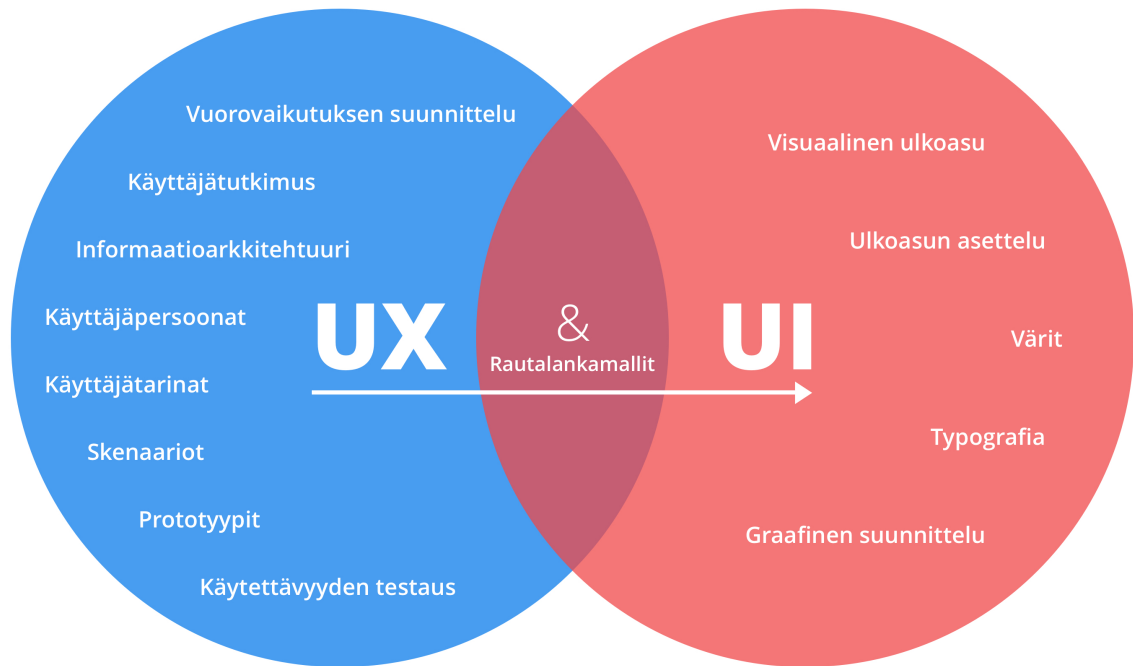 Vuorovaikutuksen suunnittelu
Käyttäjätutkimus
Informaatioarkkitehtuuri
Käyttäjäpersoonat
Käyttäjätarinat
Skenaariot
Prototyypit
Käytettävyyden testaus
UX
&
Rautalankamallit
UI
Visuaalinen ulkoasu
Ulkoasun asettelu
Värit
Typografia
Graafinen suunnittelu